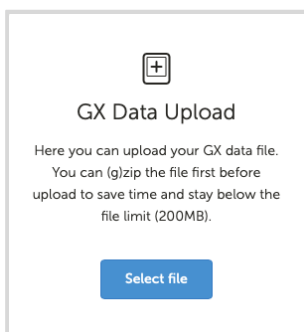 GX Data Upload
Here you can upload your GX data file.
You can (g)zip the file first before
upload to save time and stay below the
file limit (200MB).
Select file